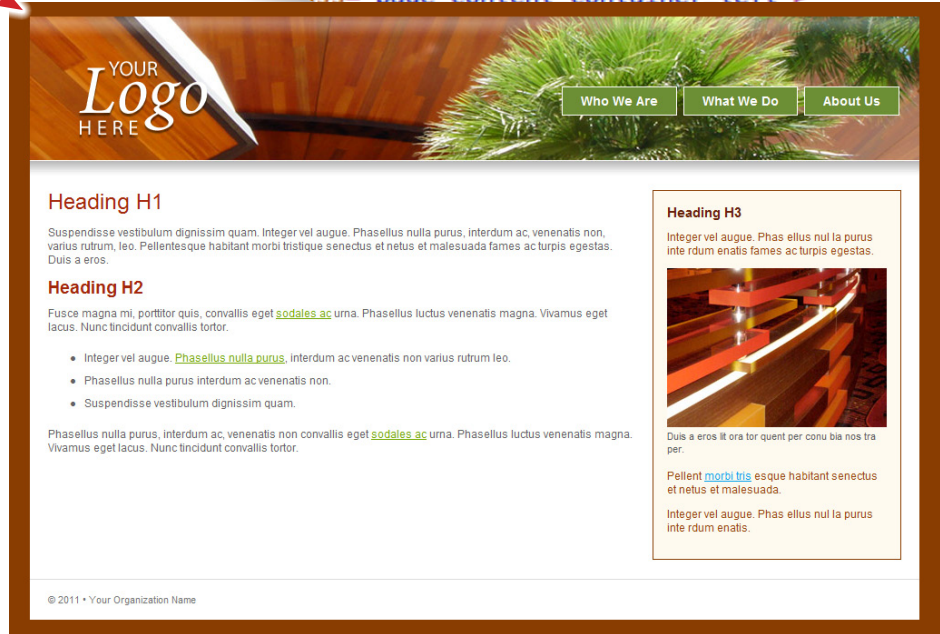 YOUR
Logo
HERE
Who We Are
What We Do
About Us
Heading H1
Suspendisse vestibulum dignissim quam. Integer vel augue. Phasellus nulla purus, interdum ac, venenatis non,
varius rutrum, leo. Pellentesque habitant morbi tristique senectus et netus et malesuada fames ac turpis egestas.
Duis a eros.
Heading H2
Fusce magna mi, porttitor quis, convallis eget sodales ac urna. Phasellus luctus venenatis magna. Vivamus eget
lacus. Nunc tincidunt convallis tortor.
• Integer vel augue. Phasellus nulla purus, interdum ac venenatis non varius rutrum leo.
• Phasellus nulla purus interdum ac venenatis non.
• Suspendisse vestibulum dignissim quam.
Phasellus nulla purus, interdum ac, venenatis non convallis eget sodales ac urna. Phasellus luctus venenatis magna.
Vivamus eget lacus. Nunc tincidunt convallis tortor.
Heading H3
Integer vel augue. Phas ellus nul la purus
inte rdum enatis fames ac turpis egestas.
Duis a eros lit ora tor quent per conu bia nos tra
per.
Pellent morbi tris esque habitant senectus
et netus et malesuada.
Integer vel augue. Phas ellus nul la purus
inte rdum enatis.
© 2011 • Your Organization Name